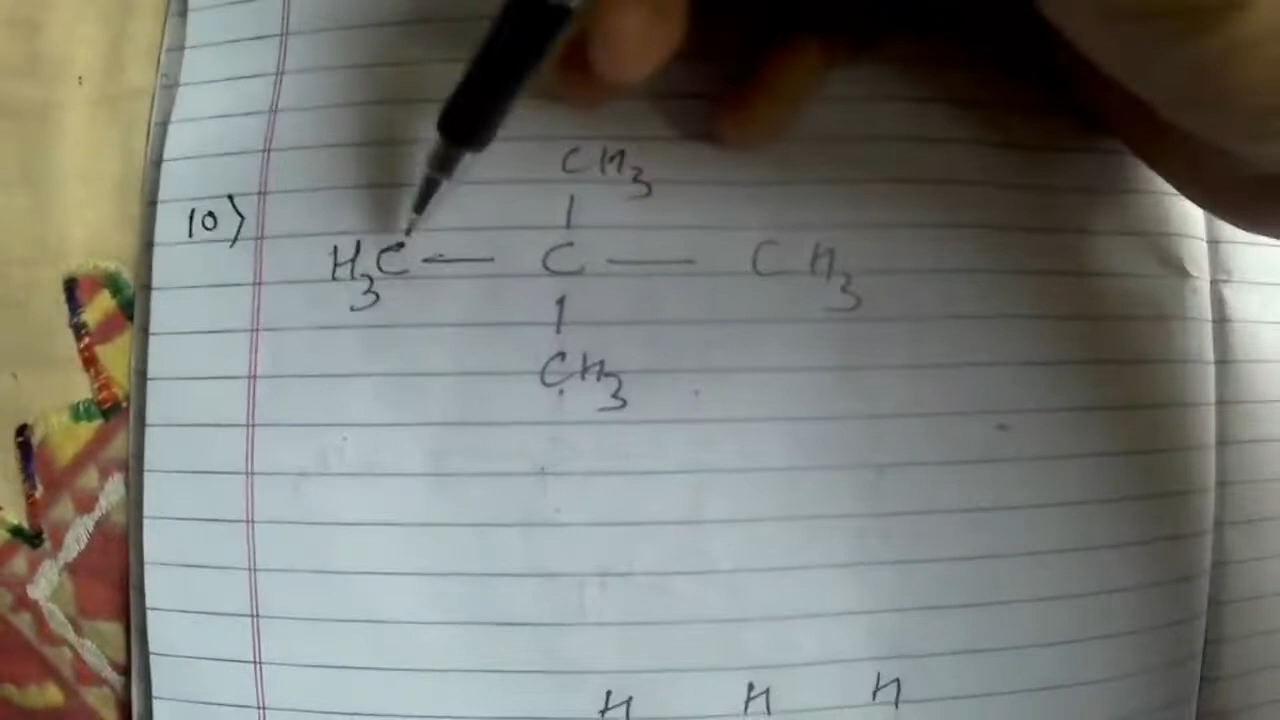 CH3
|
10) H3C — C — CH3
|
CH3
H H H